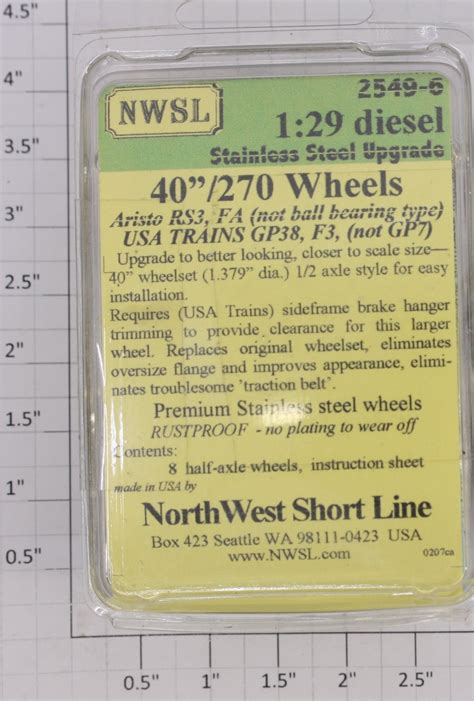 4.5"
4"
3.5"
3"
2.5"
2"
1.5"
1"
0.5"
NWSL
2549-6
1:29 diesel
Stainless Steel Upgrade
40”/270 Wheels
Aristo RS3, FA (not ball bearing type)
USA TRAINS GP38, F3, (not GP7)
Upgrade to better looking, closer to scale size—
40” wheelset (1.379” dia.) 1/2 axle style for easy
installation.
Requires (USA Trains) sideframe brake hanger
trimming to provide clearance for this larger
wheel. Replaces original wheelset, eliminates
oversize flange and improves appearance, elimi-
nates troublesome 'traction belt'.
Premium Stainless steel wheels
RUSTPROOF - no plating to wear off
Contents:
8 half-axle wheels, instruction sheet
made in USA by
NorthWest Short Line
Box 423 Seattle WA 98111-0423 USA
www.NWSL.com
0207ca
0.5"
1"
1.5"
2"
2.5"